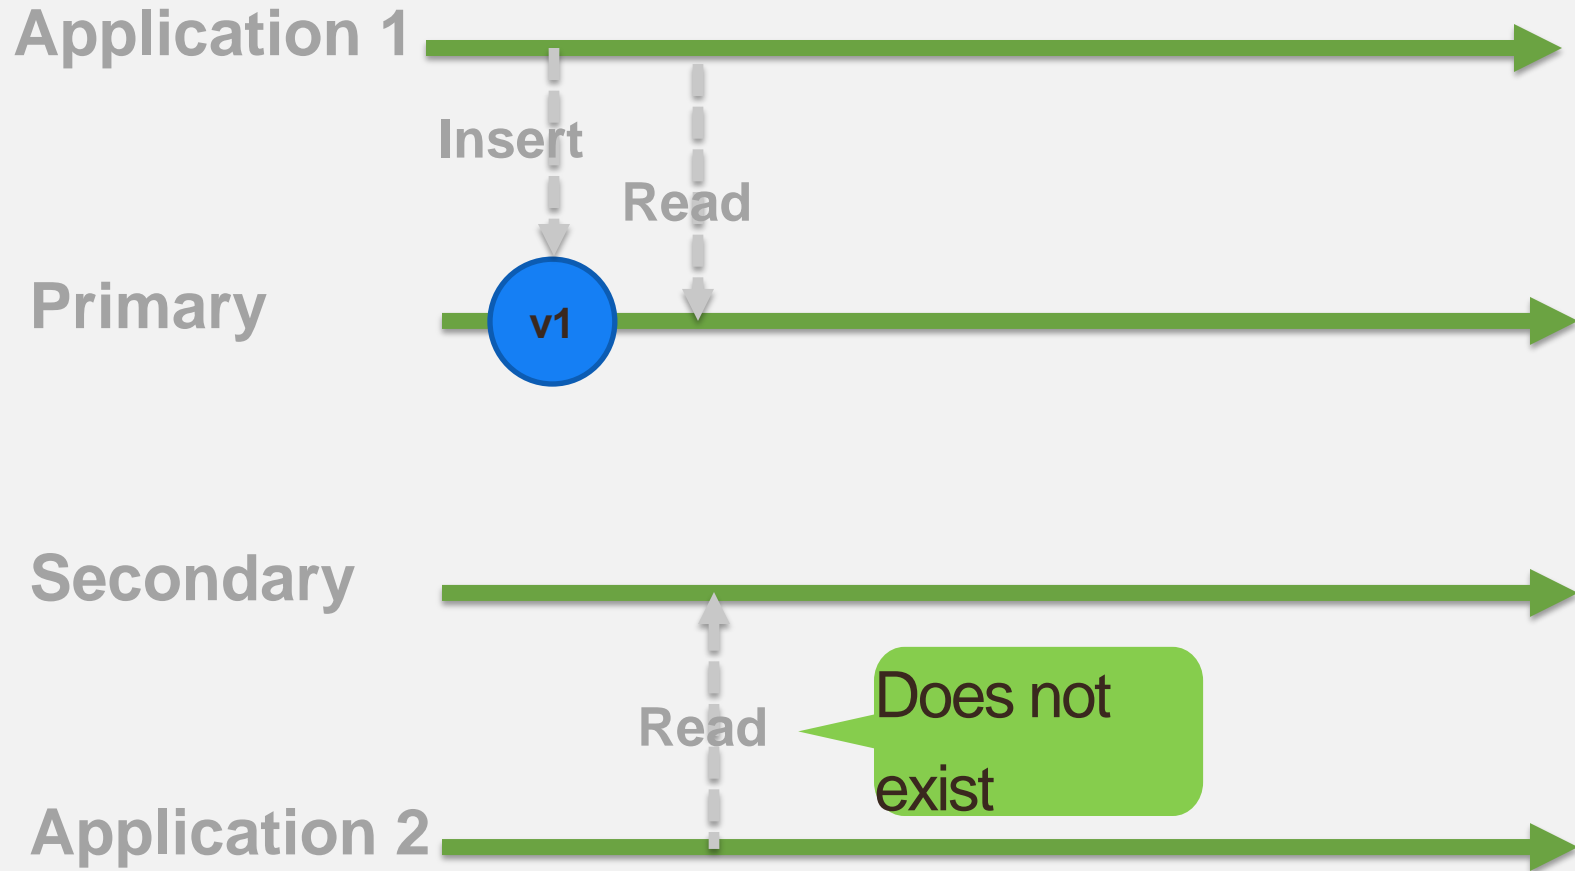 Application 1
Insert
Read
Primary
v1
Secondary
Read
Does not
exist
Application 2